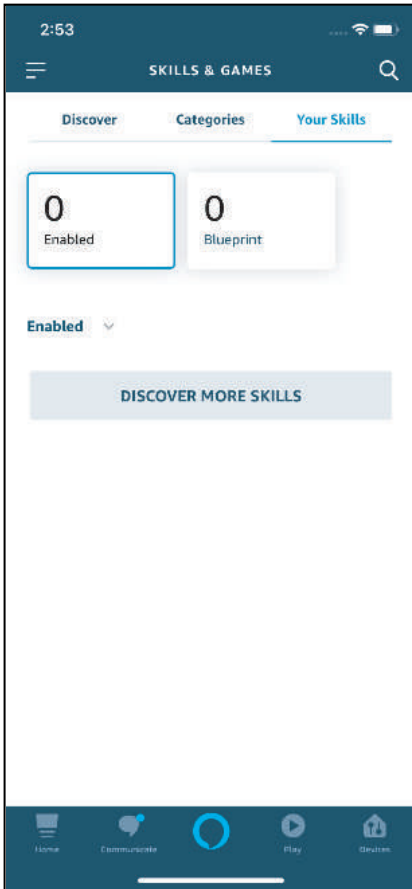 2:53
SKILLS & GAMES
Discover Categories Your Skills
0 0
Enabled Blueprint
Enabled
DISCOVER MORE SKILLS
Home Communicate Play Devices